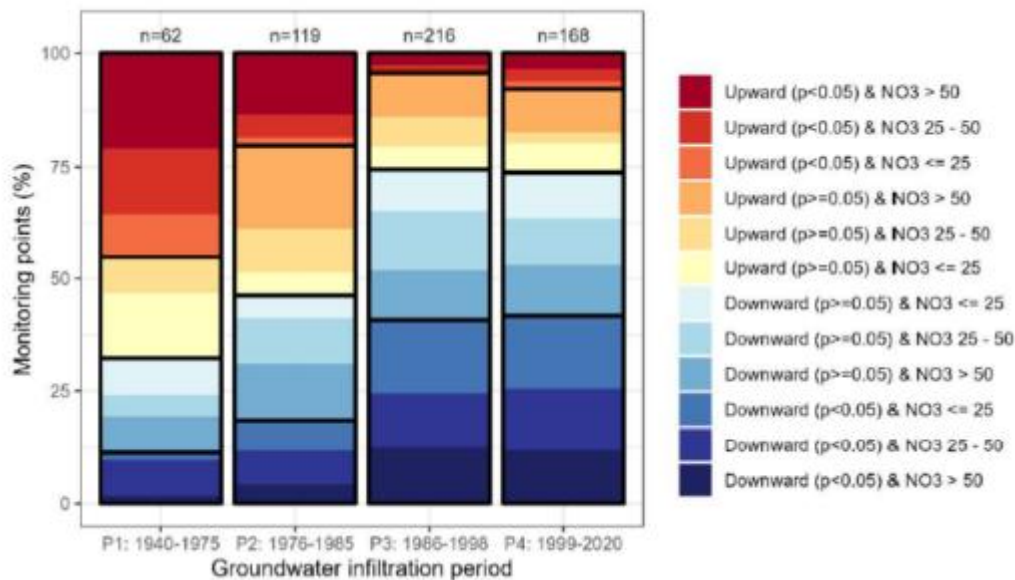 n=62 n=119 n=216 n=168
100
75
50
25
0
Monitoring points (%)
P1: 1940-1975 P2: 1976-1985 P3: 1986-1998 P4: 1999-2020
Groundwater infiltration period
Upward (p<0.05) & NO3 > 50
Upward (p<0.05) & NO3 25 - 50
Upward (p<0.05) & NO3 <= 25
Upward (p>=0.05) & NO3 > 50
Upward (p>=0.05) & NO3 25 - 50
Upward (p>=0.05) & NO3 <= 25
Downward (p>=0.05) & NO3 <= 25
Downward (p>=0.05) & NO3 25 - 50
Downward (p>=0.05) & NO3 > 50
Downward (p<0.05) & NO3 <= 25
Downward (p<0.05) & NO3 25 - 50
Downward (p<0.05) & NO3 > 50